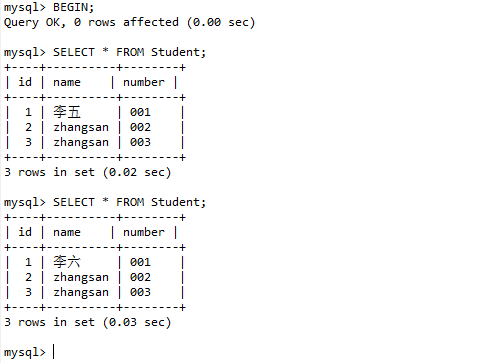 mysql> BEGIN;
Query OK, 0 rows affected (0.00 sec)
mysql> SELECT * FROM Student;
+----+----------+--------+
| id | name    | number |
+----+----------+--------+
|  1 | 李五     | 001    |
|  2 | zhangsan | 002    |
|  3 | zhangsan | 003    |
+----+----------+--------+
3 rows in set (0.02 sec)
mysql> SELECT * FROM Student;
+----+----------+--------+
| id | name    | number |
+----+----------+--------+
|  1 | 李六     | 001    |
|  2 | zhangsan | 002    |
|  3 | zhangsan | 003    |
+----+----------+--------+
3 rows in set (0.03 sec)
mysql>